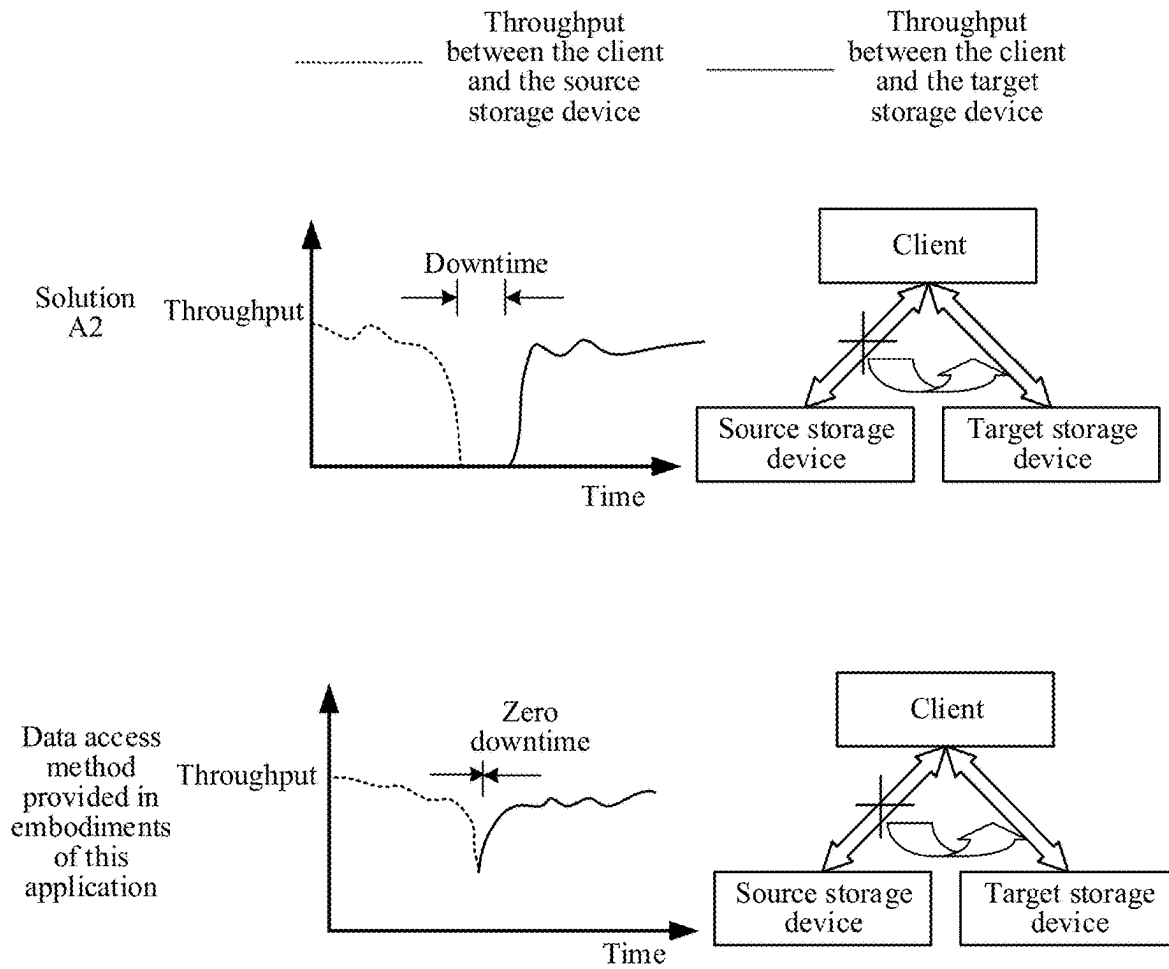 Throughput
between the client
and the source
storage device
Throughput
between the client
and the target
storage device
Solution
A2
Throughput
Downtime
Time
Client
Source storage
device
Target storage
device
Data access
method
provided in
embodiments
of this
application
Throughput
Zero
downtime
Time
Client
Source storage
device
Target storage
device